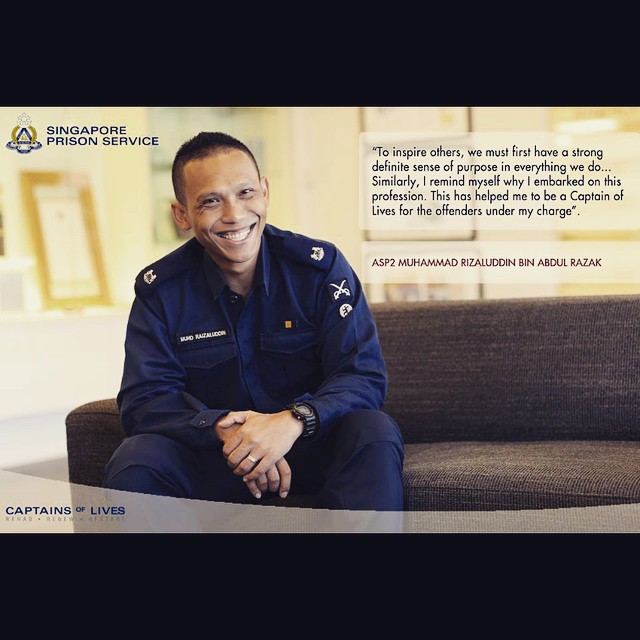 SINGAPORE
PRISON SERVICE
“To inspire others, we must first have a strong
definite sense of purpose in everything we do...
Similarly, I remind myself why I embarked on this
profession. This has helped me to be a Captain of
Lives for the offenders under my charge”.
ASP2 MUHAMMAD RIZALUDDIN BIN ABDUL RAZAK
MUHD RAIZALUDDIN
CAPTAINS OF LIVES
REHAB • RENEW • RESTART